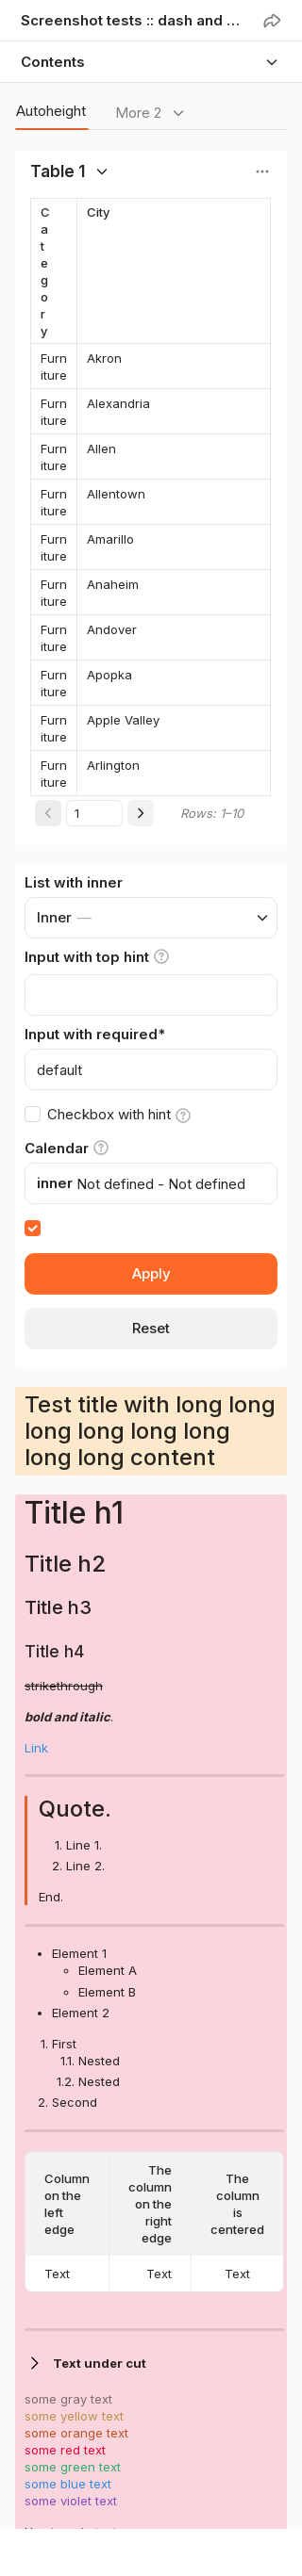 Screenshot tests :: dash and ...
Contents
Autoheight More 2
Table 1
Category City
Furniture Akron
Furniture Alexandria
Furniture Allen
Furniture Allentown
Furniture Amarillo
Furniture Anaheim
Furniture Andover
Furniture Apopka
Furniture Apple Valley
Furniture Arlington
1 Rows: 1–10
List with inner
Inner —
Input with top hint
Input with required*
default
Checkbox with hint
Calendar
inner Not defined - Not defined
Apply
Reset
Test title with long long
long long long long
long long content
Title h1
Title h2
Title h3
Title h4
strikethrough
bold and italic.
Link
Quote.
1. Line 1.
2. Line 2.
End.
Element 1
Element A
Element B
Element 2
1. First
1.1. Nested
1.2. Nested
2. Second
Column on the left edge
The column on the right edge
The column is centered
Text Text Text
Text under cut
some gray text
some yellow text
some orange text
some red text
some green text
some blue text
some violet text